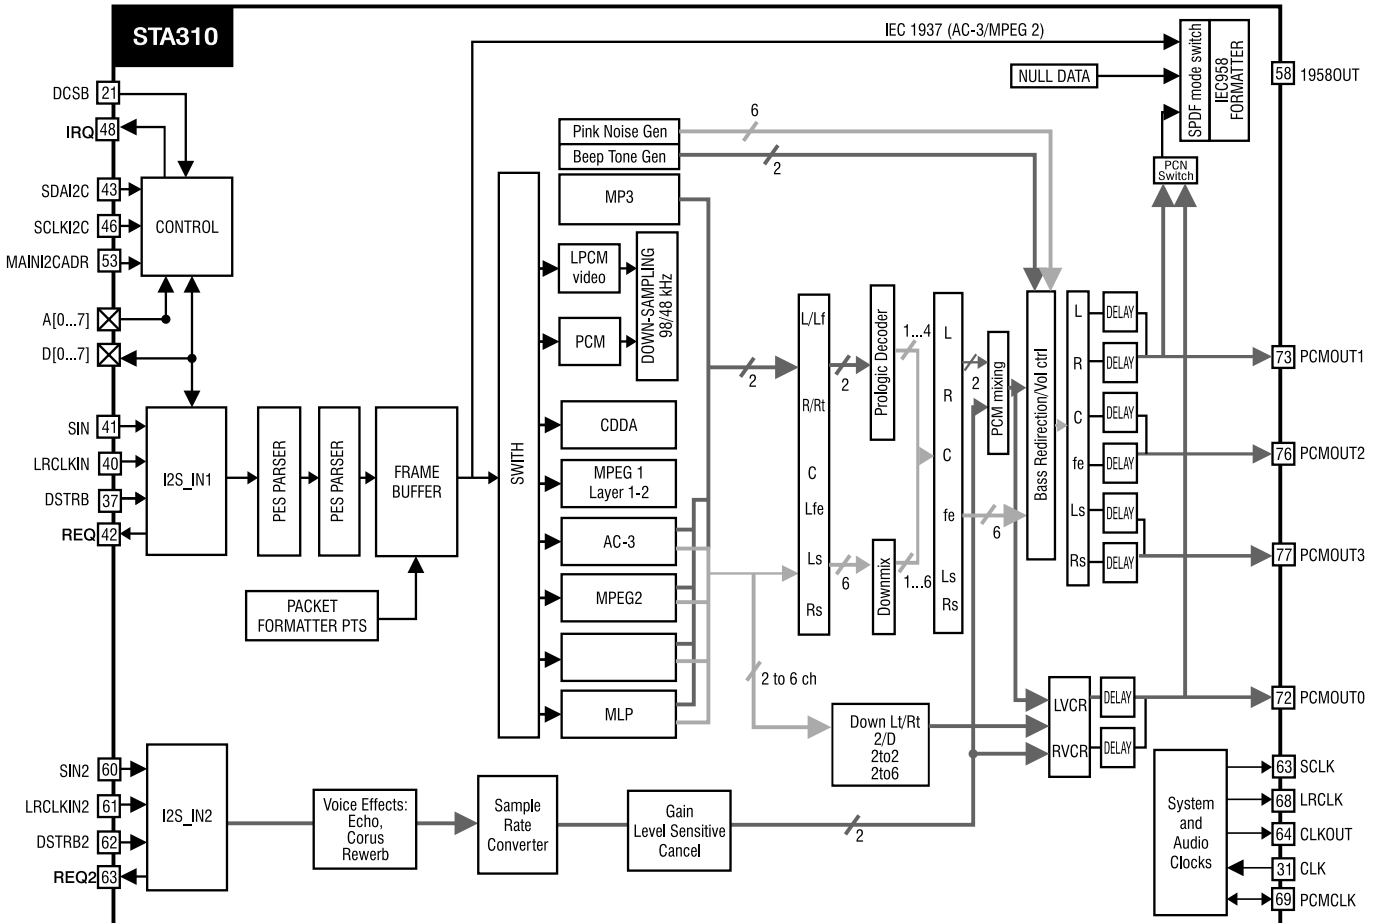 STA310
IEC 1937 (AC-3/MPEG 2)
NULL DATA
SPDF mode switch
IEC958
FORMATTER
58
1958OUT
DCSB
21
IRQ
48
SDAI2C
43
SCLKI2C
46
MAINI2CADR
53
CONTROL
A[0...7]
D[0...7]
Pink Noise Gen
6
Beep Tone Gen
2
PCN
Switch
MP3
LPCM
video
PCM
DOWN-SAMPLING
98/48 kHz
SWITH
CDDA
MPEG 1
Layer 1-2
AC-3
MPEG2
MLP
SIN
41
LRCLKIN
40
DSTRB
37
REQ
42
I2S_IN1
PES PARSER
PES PARSER
FRAME
BUFFER
PACKET
FORMATTER PTS
2
L/Lf
R/Rt
C
Lfe
Ls
Rs
2
6
Prologic Decoder
1...4
Downmix
1...6
L
R
C
fe
Ls
Rs
2
6
PCM mixing
Bass Redirection/Vol ctrl
L
R
C
fe
Ls
Rs
DELAY
DELAY
DELAY
DELAY
DELAY
DELAY
73
PCMOUT1
76
PCMOUT2
77
PCMOUT3
2 to 6 ch
Down Lt/Rt
2/D
2to2
2to6
LVCR
RVCR
DELAY
DELAY
72
PCMOUT0
SIN2
60
LRCLKIN2
61
DSTRB2
62
REQ2
63
I2S_IN2
Voice Effects:
Echo,
Corus
Rewerb
Sample
Rate
Converter
Gain
Level Sensitive
Cancel
2
System
and
Audio
Clocks
63
SCLK
68
LRCLK
64
CLKOUT
31
CLK
69
PCMCLK